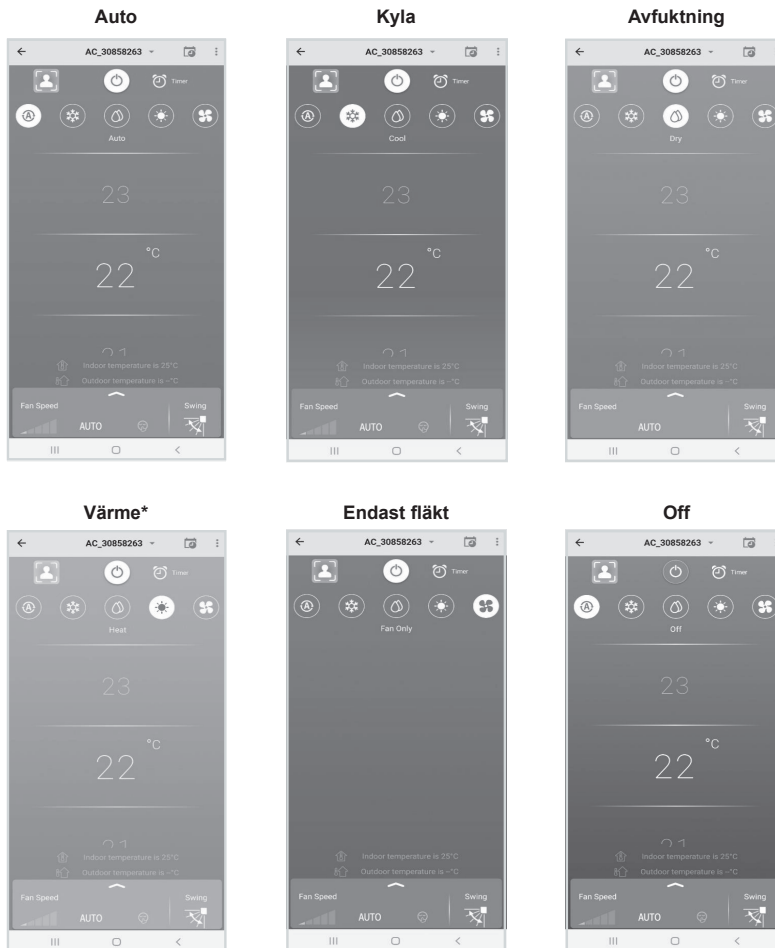 Auto
AC_30858263
Timer
Auto
23
22 °C
21
Indoor temperature is 25°C
Outdoor temperature is --°C
Fan Speed
Swing
AUTO
Kyla
AC_30858263
Timer
Cool
23
22 °C
21
Indoor temperature is 25°C
Outdoor temperature is --°C
Fan Speed
Swing
AUTO
Avfuktning
AC_30858263
Timer
Dry
23
22 °C
21
Indoor temperature is 25°C
Outdoor temperature is --°C
Fan Speed
Swing
AUTO
Värme*
AC_30858263
Timer
Heat
23
22 °C
21
Indoor temperature is 25°C
Outdoor temperature is --°C
Fan Speed
Swing
AUTO
Endast fläkt
AC_30858263
Timer
Fan Only
Indoor temperature is 25°C
Outdoor temperature is --°C
Fan Speed
Swing
AUTO
Off
AC_30858263
Timer
Off
23
22 °C
21
Indoor temperature is 25°C
Outdoor temperature is --°C
Fan Speed
Swing
AUTO